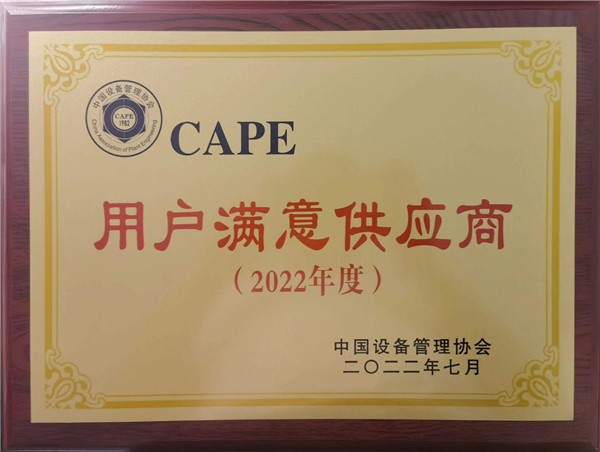 中国设备管理协会
CAPE
1982
China Association of Plant Engineering
CAPE
用户满意供应商
（2022年度）
中国设备管理协会
二〇二二年七月